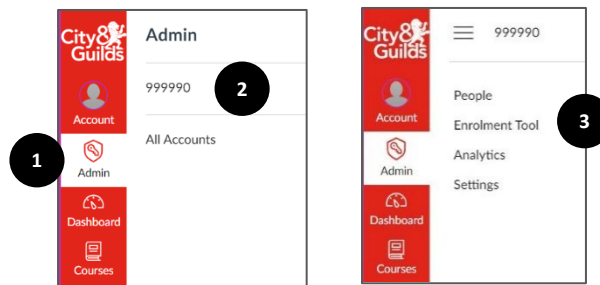 City&
Guilds
Admin
999990
2
Account
All Accounts
1
Admin
Dashboard
Courses
City&
Guilds
999990
People
Account
Enrolment Tool
3
Analytics
Admin
Settings
Dashboard
Courses